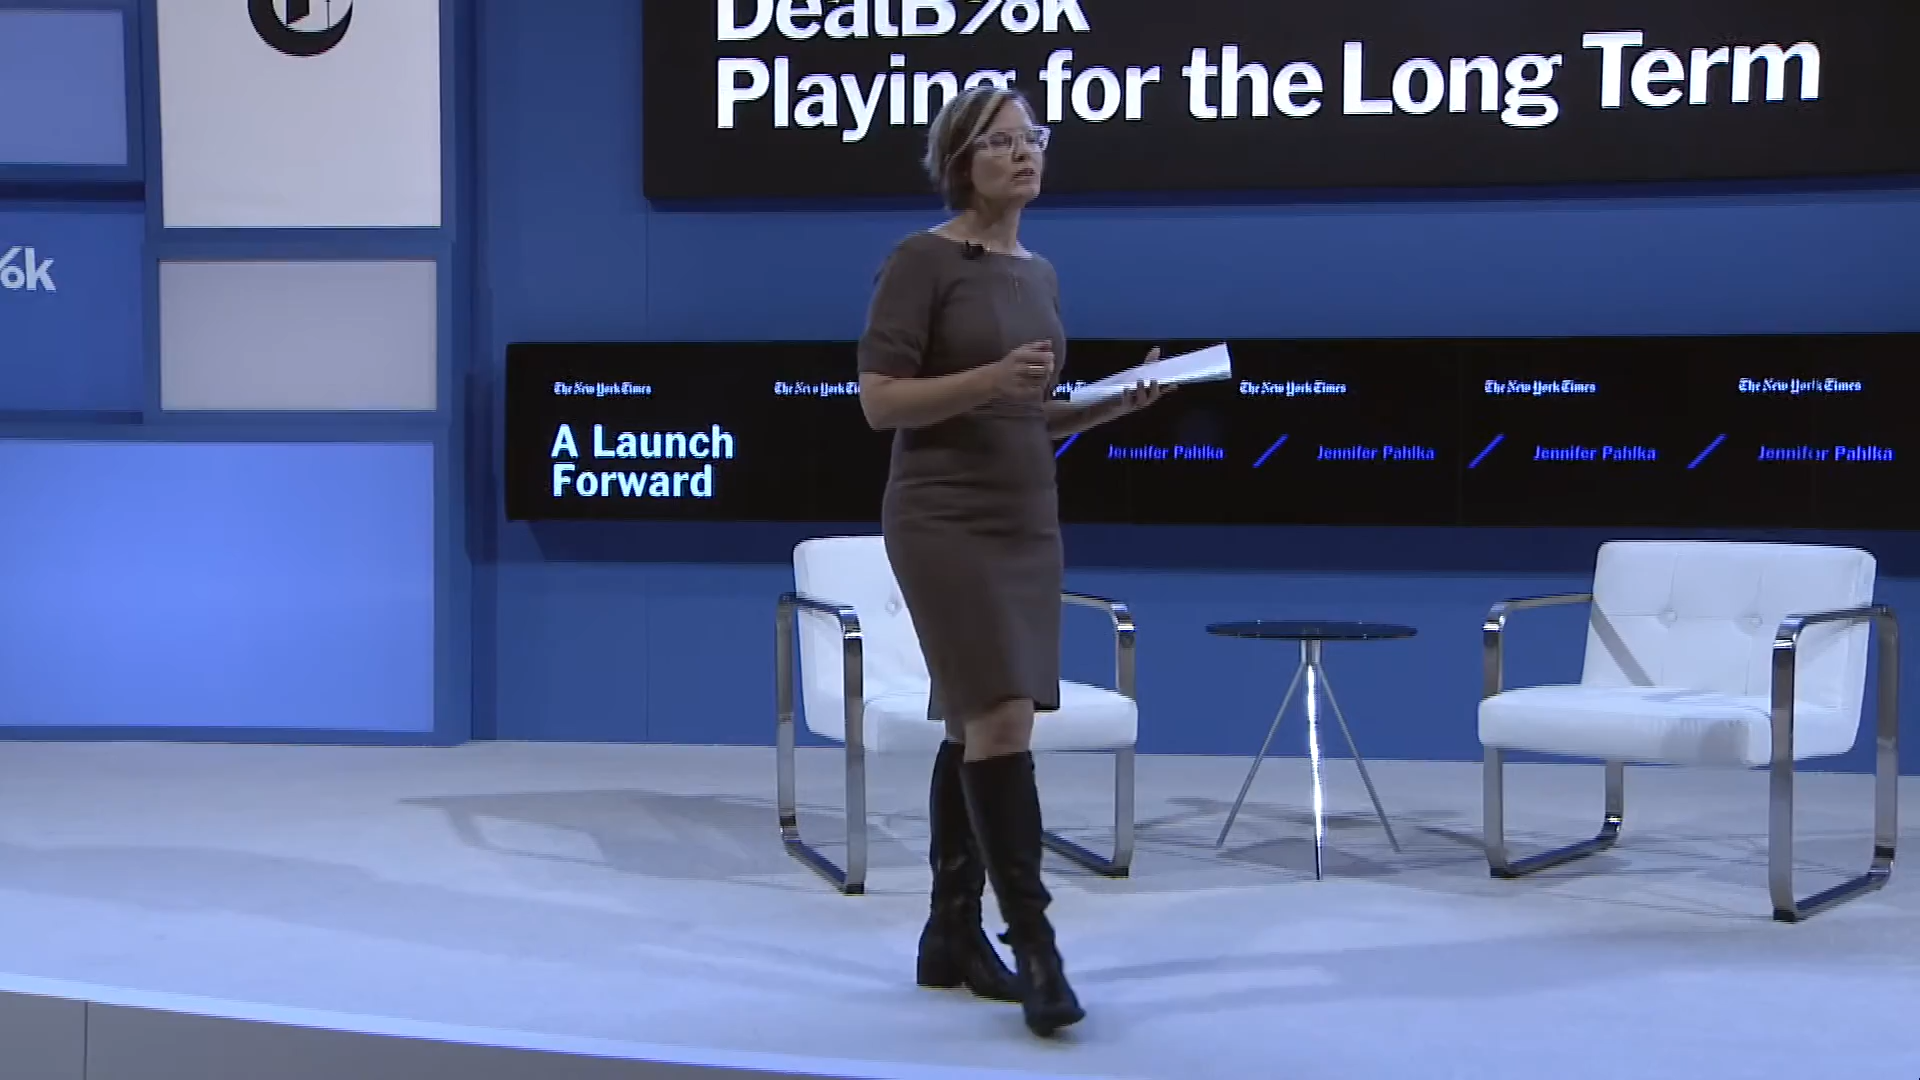 DealB%k
Playing for the Long Term
%k
The New York Times The New York Times The New York Times The New York Times The New York Times
A Launch
Forward
Jennifer Pahlka Jennifer Pahlka Jennifer Pahlka Jennifer Pahlka